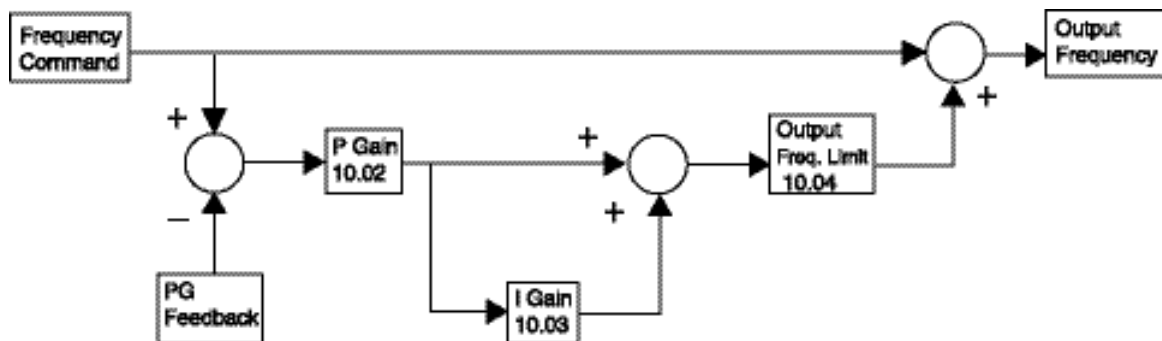 Frequency
Command
Output
Frequency
+
+
+
P Gain
10.02
+
Output
Freq. Limit
10.04
+
−
PG
Feedback
I Gain
10.03